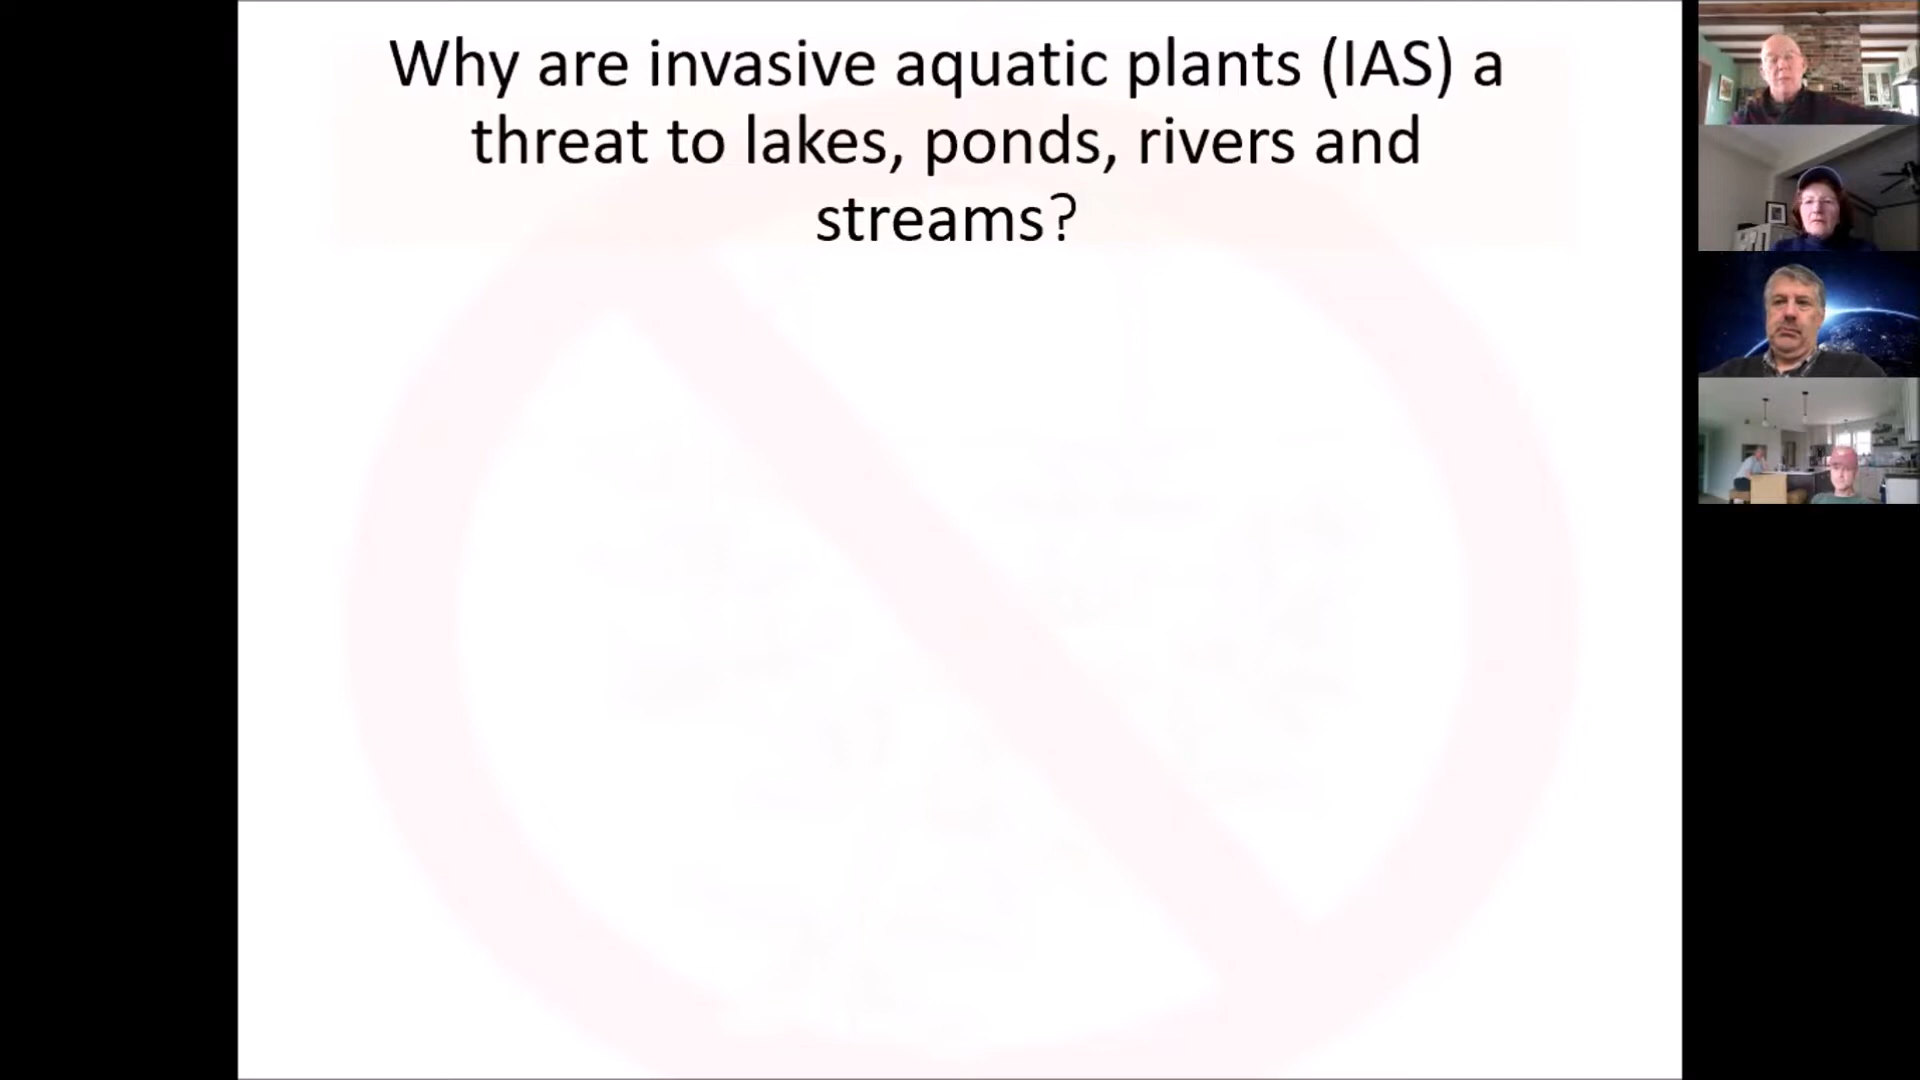 Why are invasive aquatic plants (IAS) a
threat to lakes, ponds, rivers and
streams?